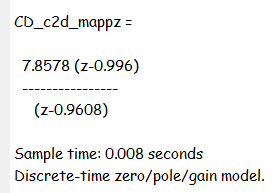 CD_c2d_mappz =
7.8578 (z-0.996)
----------------
(z-0.9608)
Sample time: 0.008 seconds
Discrete-time zero/pole/gain model.